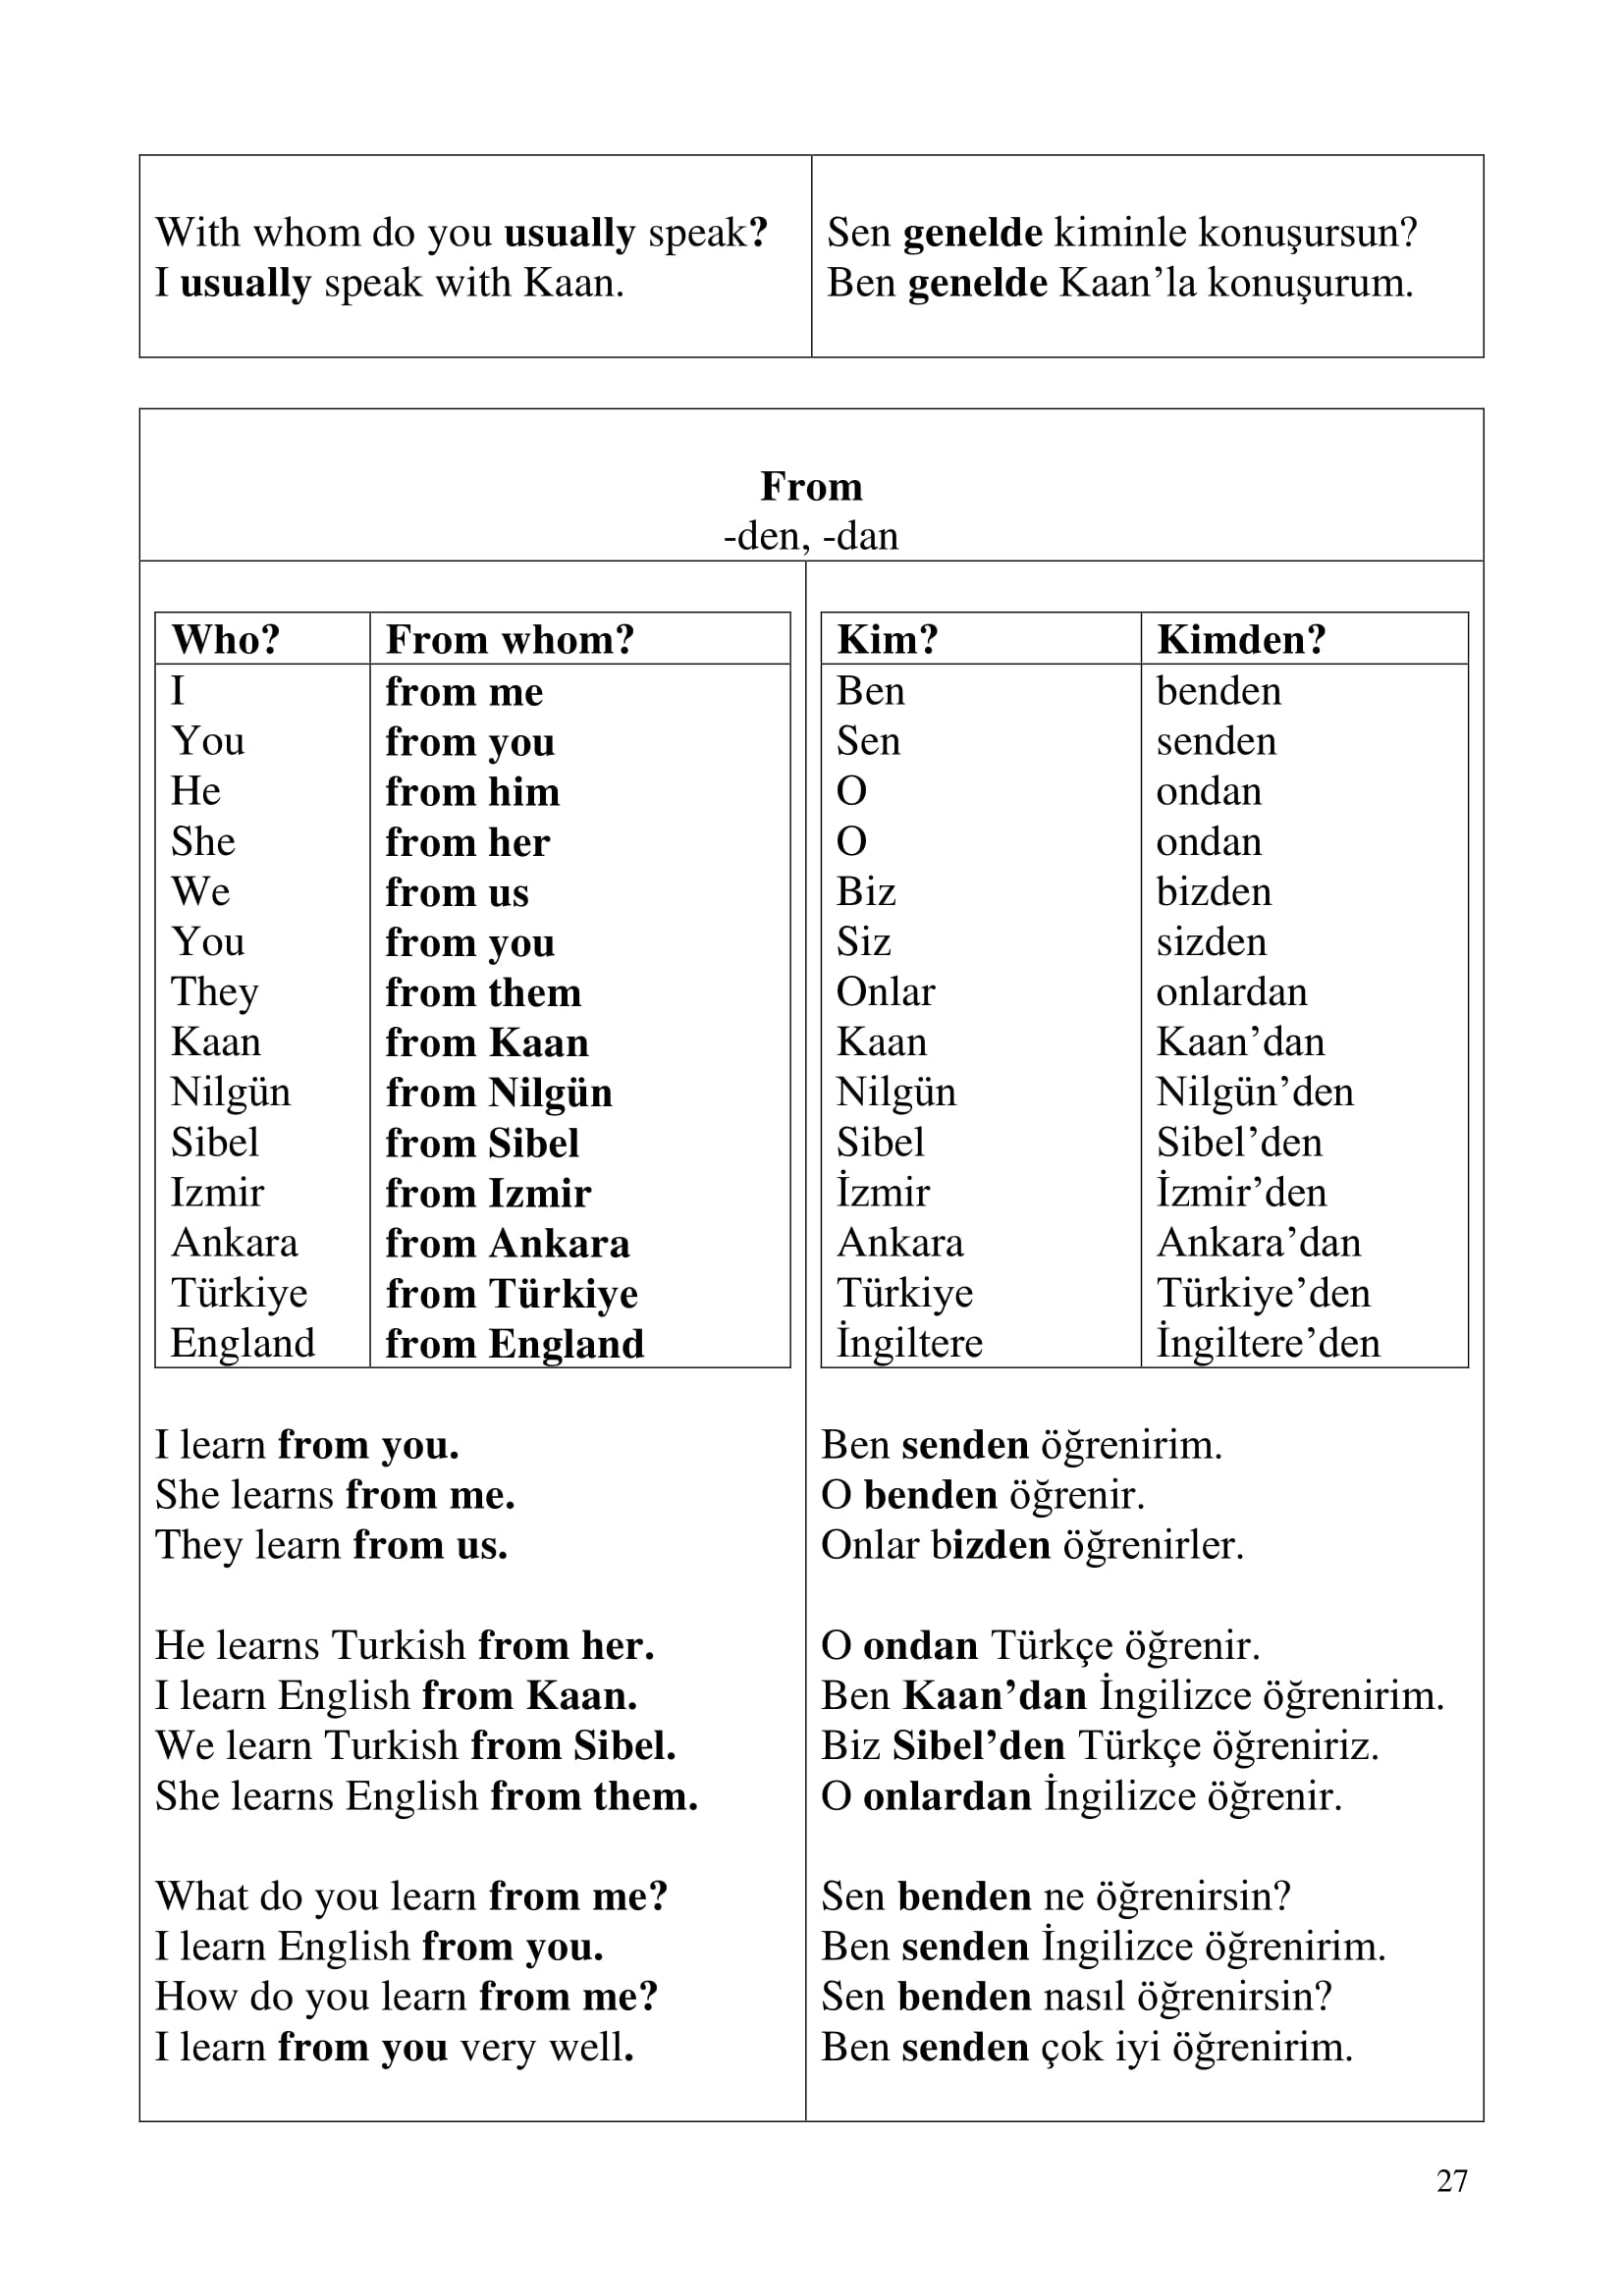 With whom do you usually speak?
I usually speak with Kaan.
Sen genelde kiminle konuşursun?
Ben genelde Kaan’la konuşurum.
From
-den, -dan
Who? From whom?
I from me
You from you
He from him
She from her
We from us
You from you
They from them
Kaan from Kaan
Nilgün from Nilgün
Sibel from Sibel
Izmir from Izmir
Ankara from Ankara
Türkiye from Türkiye
England from England
I learn from you.
She learns from me.
They learn from us.
He learns Turkish from her.
I learn English from Kaan.
We learn Turkish from Sibel.
She learns English from them.
What do you learn from me?
I learn English from you.
How do you learn from me?
I learn from you very well.
Kim? Kimden?
Ben benden
Sen senden
O ondan
O ondan
Biz bizden
Siz sizden
Onlar onlardan
Kaan Kaan’dan
Nilgün Nilgün’den
Sibel Sibel’den
İzmir İzmir’den
Ankara Ankara’dan
Türkiye Türkiye’den
İngiltere İngiltere’den
Ben senden öğrenirim.
O benden öğrenir.
Onlar bizden öğrenirler.
O ondan Türkçe öğrenir.
Ben Kaan’dan İngilizce öğrenirim.
Biz Sibel’den Türkçe öğreniriz.
O onlardan İngilizce öğrenir.
Sen benden ne öğrenirsin?
Ben senden İngilizce öğrenirim.
Sen benden nasıl öğrenirsin?
Ben senden çok iyi öğrenirim.
27